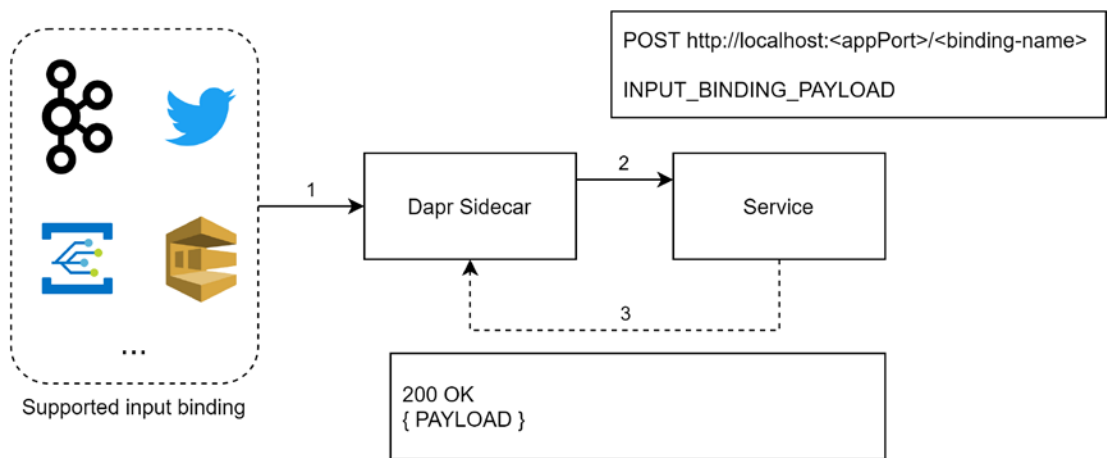 POST http://localhost:<appPort>/<binding-name>
INPUT_BINDING_PAYLOAD
1
Dapr Sidecar
2
Service
3
...
Supported input binding
200 OK
{ PAYLOAD }